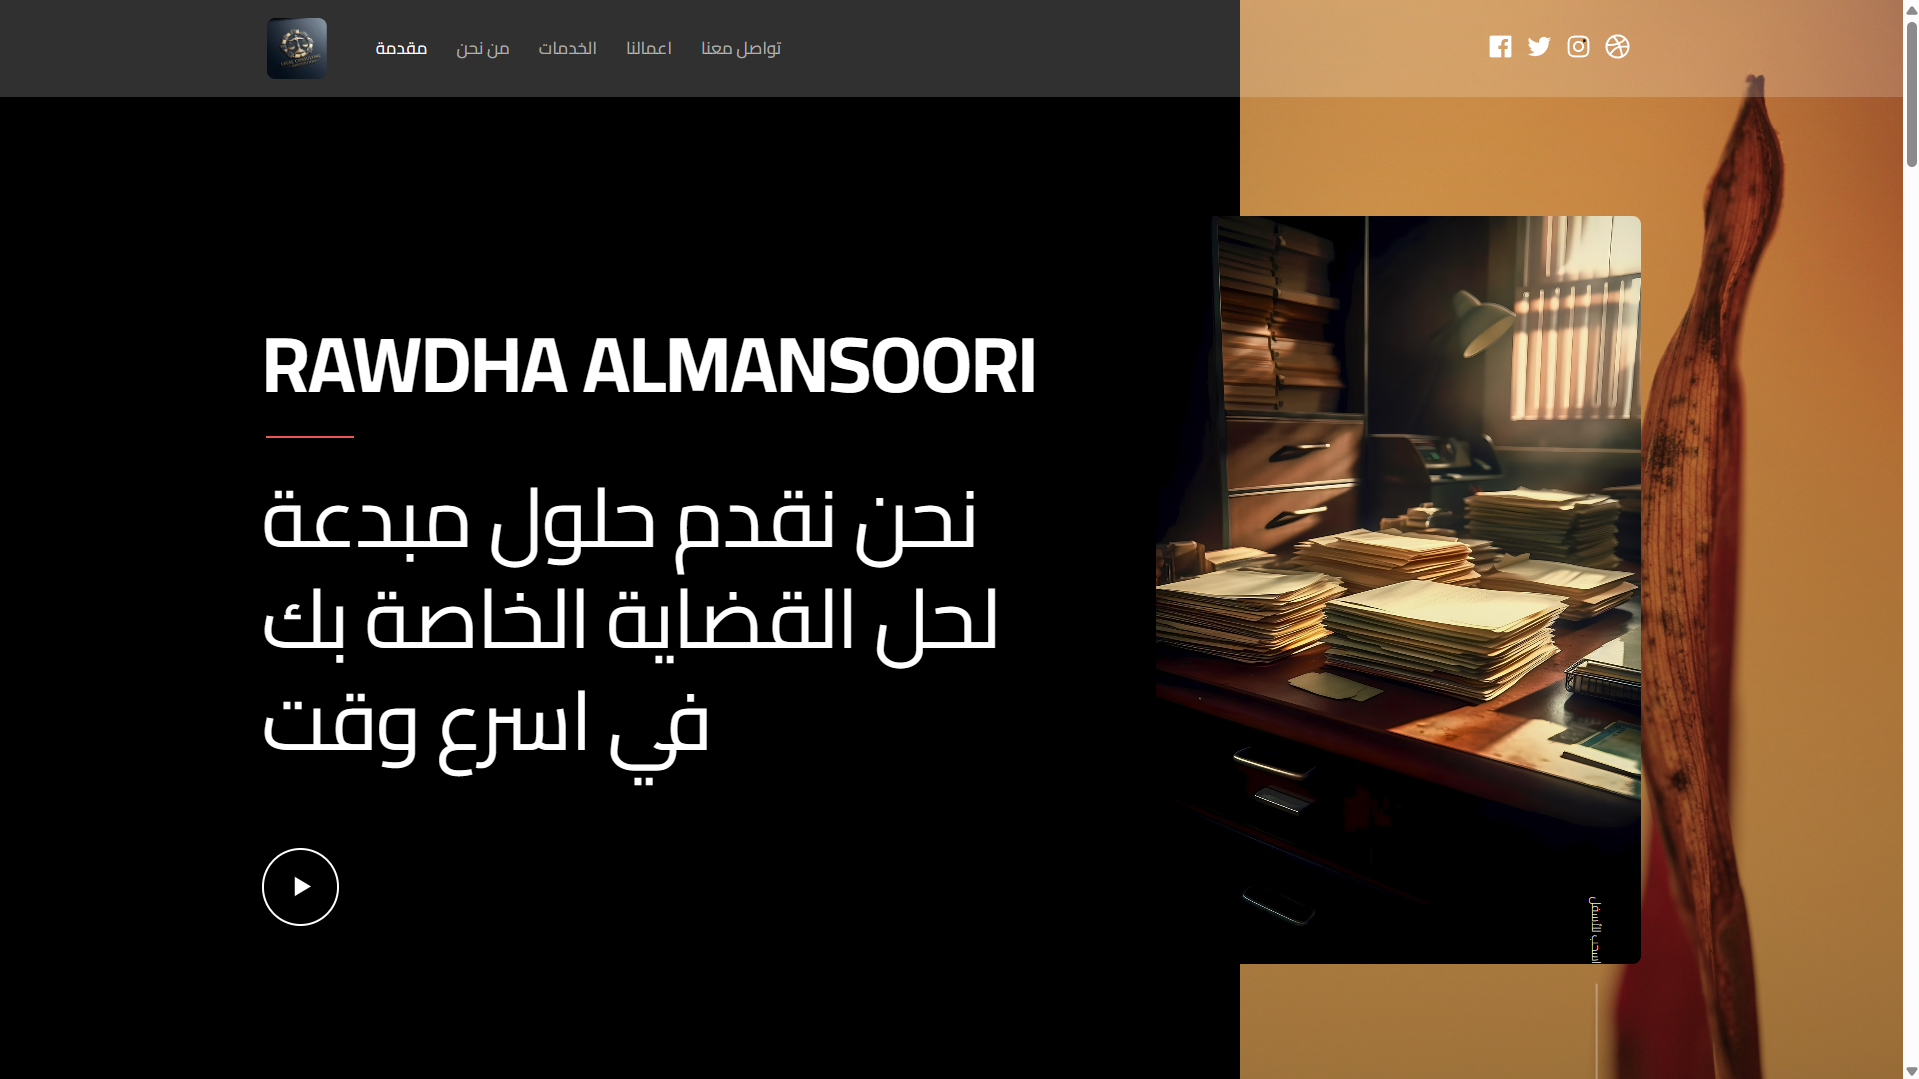 مقدمة
من نحن
الخدمات
اعمالنا
تواصل معنا
RAWDHA ALMANSOORI
نحن نقدم حلول مبدعة
لحل القضاية الخاصة بك
في اسرع وقت
اسحب للأسفل